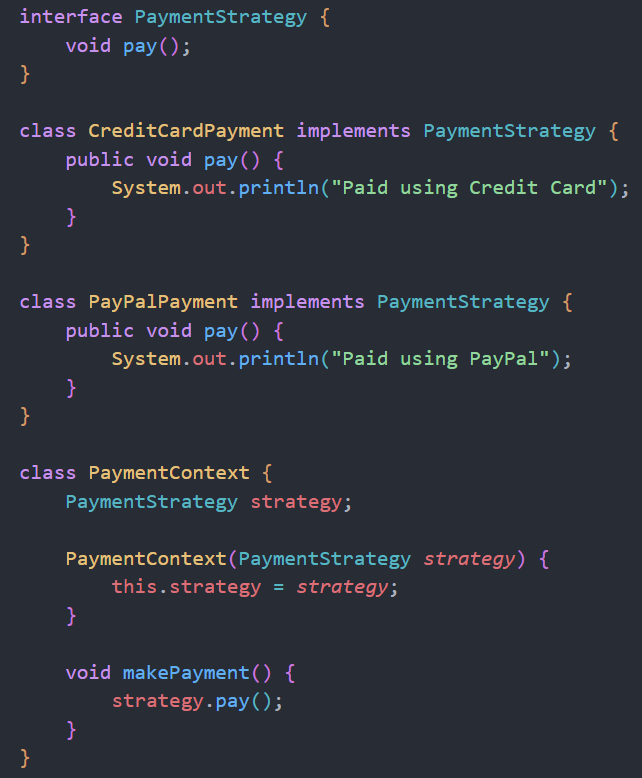 interface PaymentStrategy {
    void pay();
}

class CreditCardPayment implements PaymentStrategy {
    public void pay() {
        System.out.println("Paid using Credit Card");
    }
}

class PayPalPayment implements PaymentStrategy {
    public void pay() {
        System.out.println("Paid using PayPal");
    }
}

class PaymentContext {
    PaymentStrategy strategy;

    PaymentContext(PaymentStrategy strategy) {
        this.strategy = strategy;
    }

    void makePayment() {
        strategy.pay();
    }
}